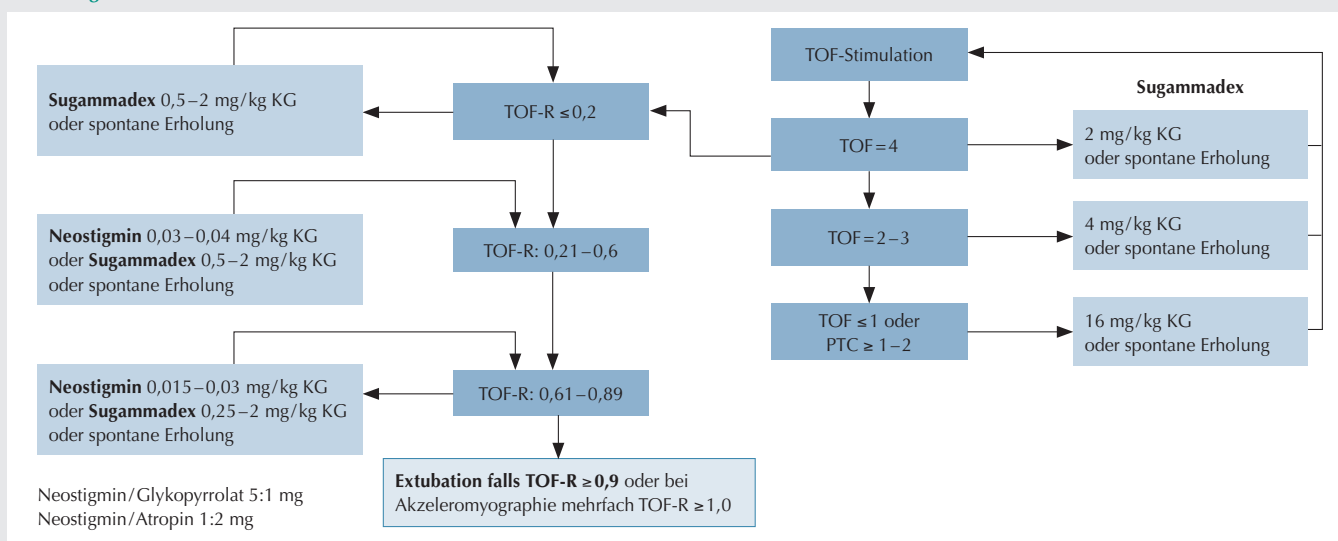 TOF-Stimulation
Sugammadex 0,5–2 mg/kg KG
oder spontane Erholung
TOF-R ≤ 0,2
Sugammadex
TOF = 4
2 mg/kg KG
oder spontane Erholung
Neostigmin 0,03–0,04 mg/kg KG
oder Sugammadex 0,5–2 mg/kg KG
oder spontane Erholung
TOF-R: 0,21–0,6
TOF = 2–3
4 mg/kg KG
oder spontane Erholung
TOF ≤ 1 oder
PTC ≥ 1–2
16 mg/kg KG
oder spontane Erholung
Neostigmin 0,015–0,03 mg/kg KG
oder Sugammadex 0,25–2 mg/kg KG
oder spontane Erholung
TOF-R: 0,61–0,89
Extubation falls TOF-R ≥ 0,9 oder bei
Akzeleromyographie mehrfach TOF-R ≥ 1,0
Neostigmin/Glykopyrrolat 5:1 mg
Neostigmin/Atropin 1:2 mg